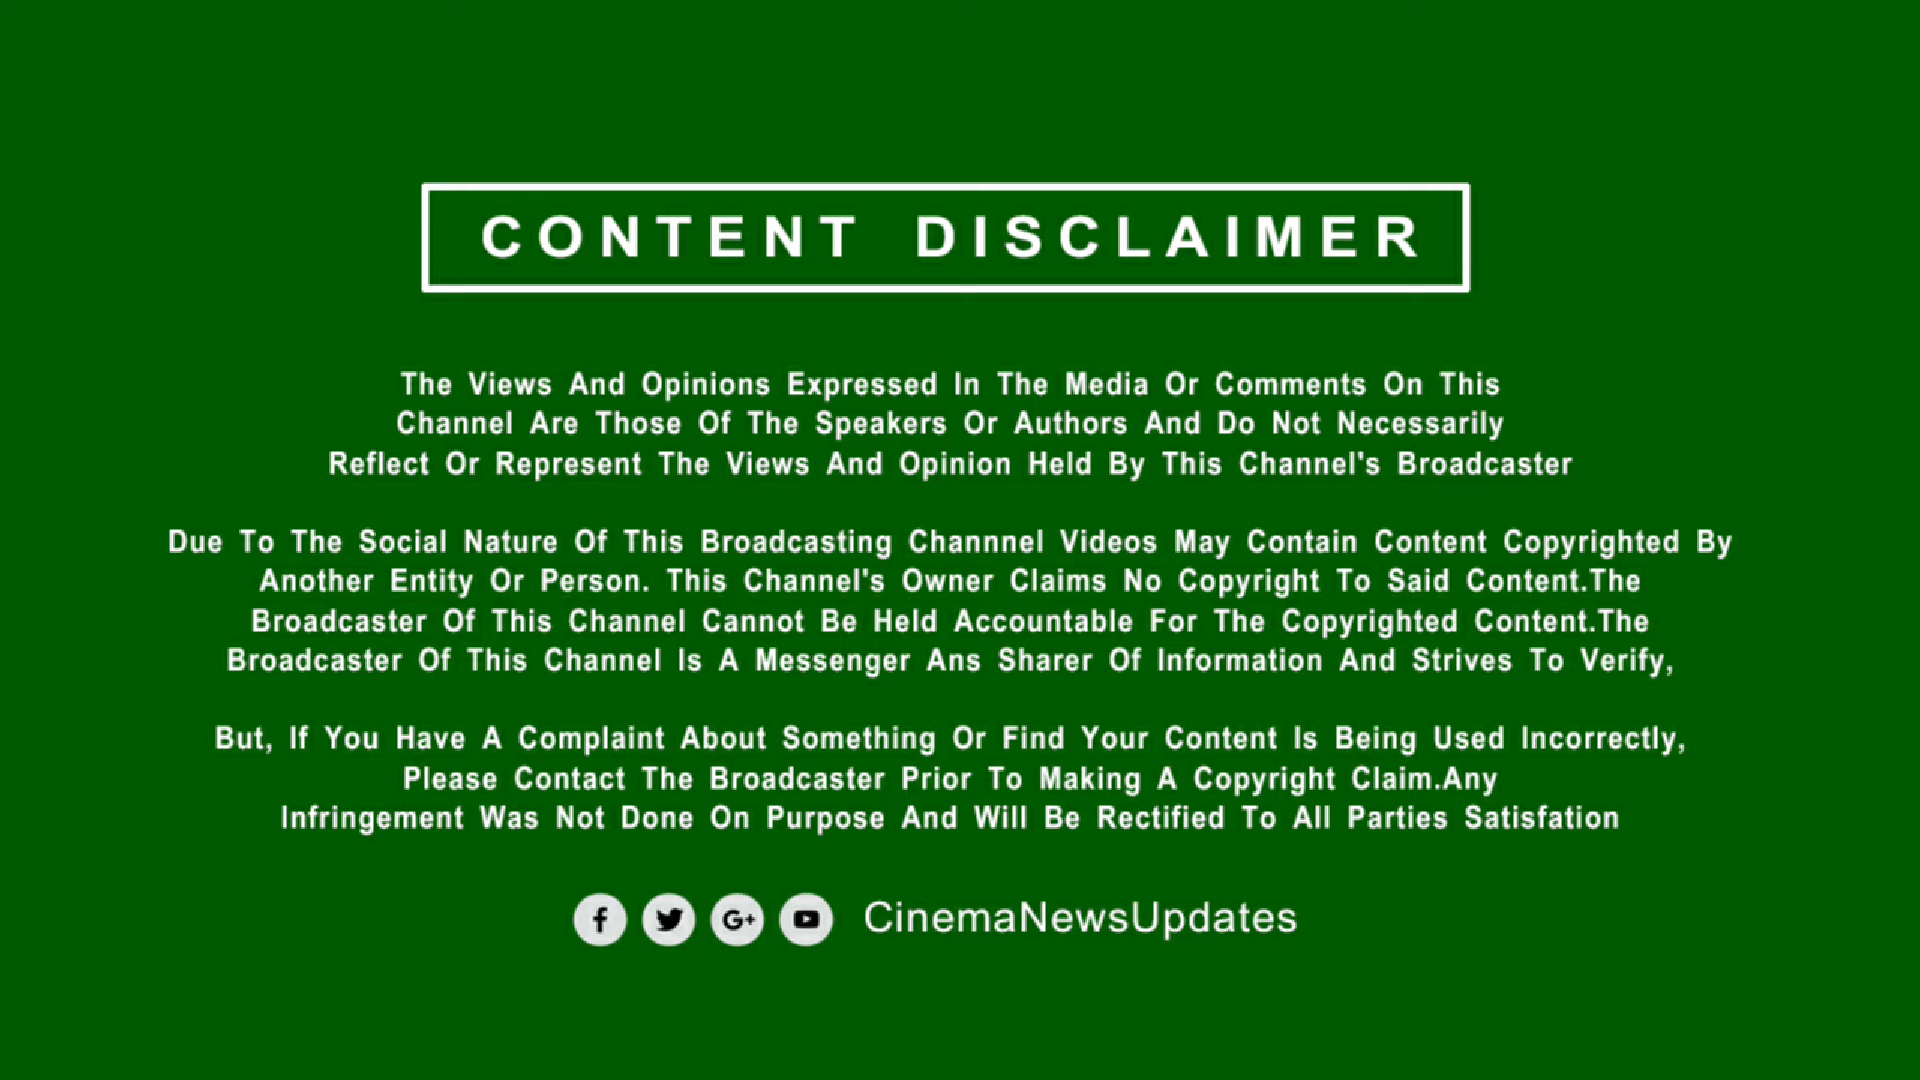 CONTENT DISCLAIMER
The Views And Opinions Expressed In The Media Or Comments On This
Channel Are Those Of The Speakers Or Authors And Do Not Necessarily
Reflect Or Represent The Views And Opinion Held By This Channel's Broadcaster
Due To The Social Nature Of This Broadcasting Channnel Videos May Contain Content Copyrighted By
Another Entity Or Person. This Channel's Owner Claims No Copyright To Said Content.The
Broadcaster Of This Channel Cannot Be Held Accountable For The Copyrighted Content.The
Broadcaster Of This Channel Is A Messenger Ans Sharer Of Information And Strives To Verify,
But, If You Have A Complaint About Something Or Find Your Content Is Being Used Incorrectly,
Please Contact The Broadcaster Prior To Making A Copyright Claim.Any
Infringement Was Not Done On Purpose And Will Be Rectified To All Parties Satisfation
f G+ CinemaNewsUpdates